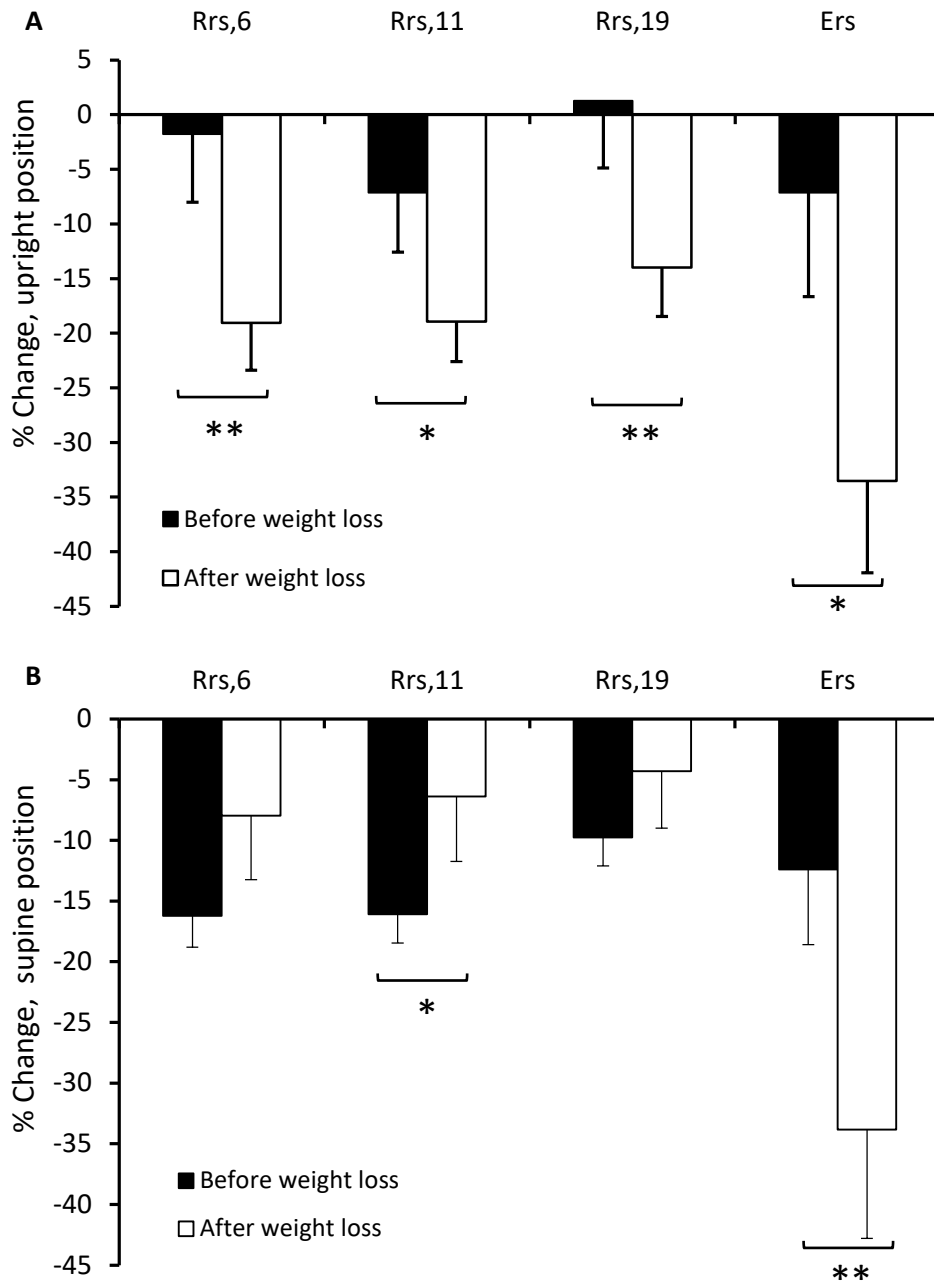 A
Rrs,6 Rrs,11 Rrs,19 Ers
% Change, upright position
5
0
-5
-10
-15
-20
-25
-30
-35
-40
-45
** * ** *
Before weight loss
After weight loss
B
Rrs,6 Rrs,11 Rrs,19 Ers
% Change, supine position
0
-5
-10
-15
-20
-25
-30
-35
-40
-45
* **
Before weight loss
After weight loss